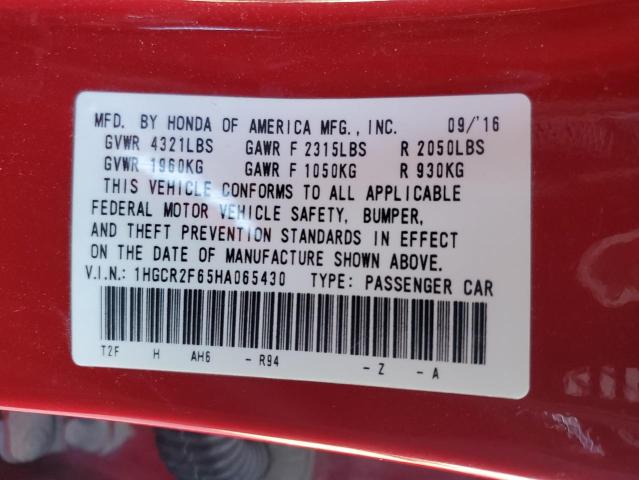 MFD. BY HONDA OF AMERICA MFG., INC. 09/'16
GVWR 4321LBS GAWR F 2315LBS R 2050LBS
GVWR 1960KG GAWR F 1050KG R 930KG
THIS VEHICLE CONFORMS TO ALL APPLICABLE
FEDERAL MOTOR VEHICLE SAFETY, BUMPER,
AND THEFT PREVENTION STANDARDS IN EFFECT
ON THE DATE OF MANUFACTURE SHOWN ABOVE.
V.I.N.: 1HGCR2F65HA065430 TYPE: PASSENGER CAR
T2F H AH6 - R94 - Z - A